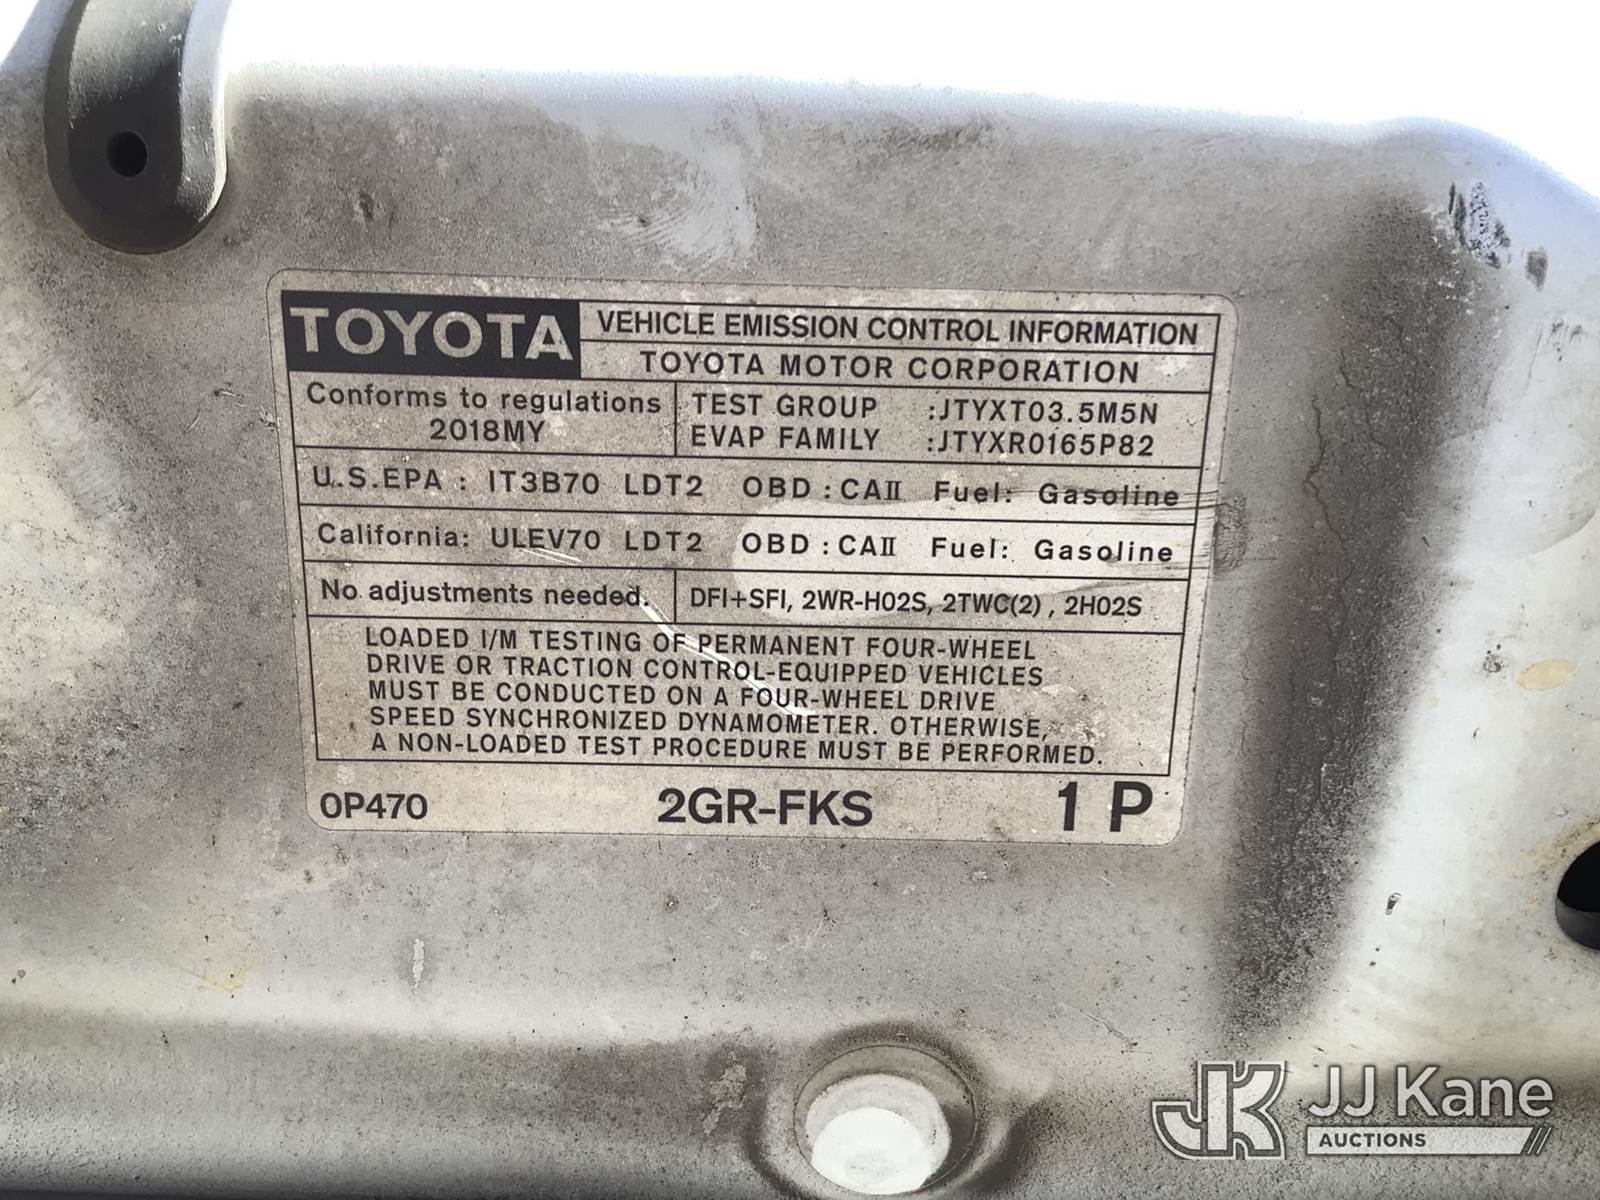 TOYOTA VEHICLE EMISSION CONTROL INFORMATION
TOYOTA MOTOR CORPORATION
Conforms to regulations
2018MY
TEST GROUP :JTYXT03.5M5N
EVAP FAMILY :JTYXR0165P82
U.S.EPA : IT3B70 LDT2 OBD : CAII Fuel: Gasoline
California: ULEV70 LDT2 OBD : CAII Fuel: Gasoline
No adjustments needed. DFI+SFI, 2WR-HO2S, 2TWC(2) , 2HO2S
LOADED I/M TESTING OF PERMANENT FOUR-WHEEL
DRIVE OR TRACTION CONTROL-EQUIPPED VEHICLES
MUST BE CONDUCTED ON A FOUR-WHEEL DRIVE
SPEED SYNCHRONIZED DYNAMOMETER. OTHERWISE,
A NON-LOADED TEST PROCEDURE MUST BE PERFORMED.
0P470 2GR-FKS 1 P
JK JJ Kane
AUCTIONS